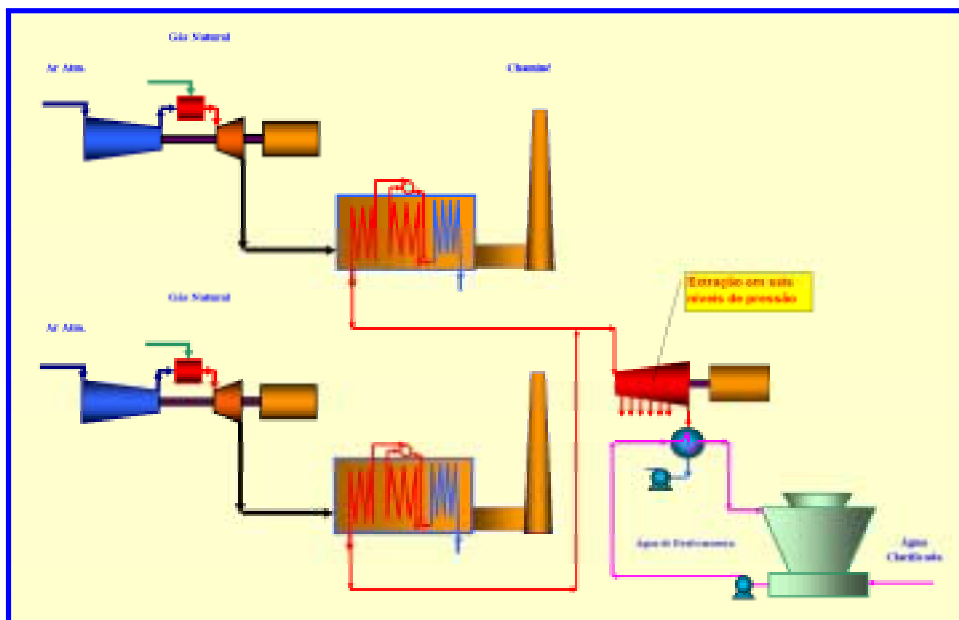 Gás Natural
Ar Atm.
Chaminé
Extração em seis
níveis de pressão
Gás Natural
Ar Atm.
Água de
Água
Clarificada